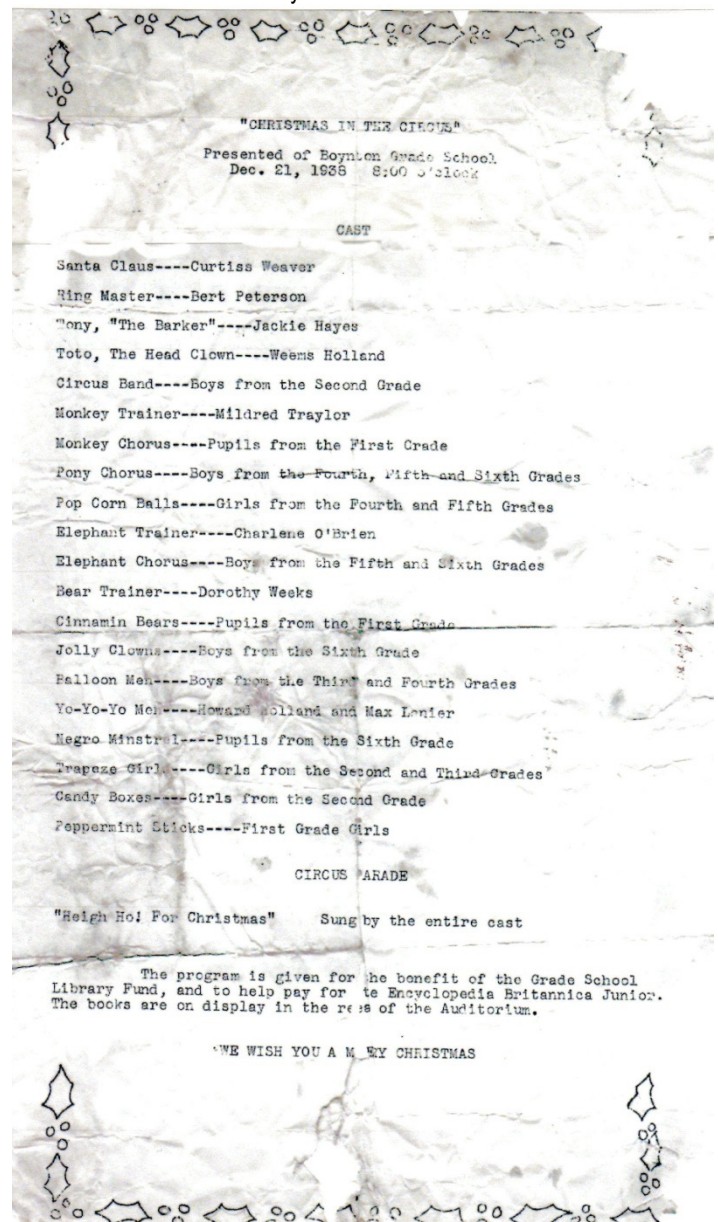 "CHRISTMAS IN THE CIRCUS"
Presented of Boynton Grade School
Dec. 21, 1938 8:00 o'clock
CAST
Santa Claus----Curtiss Weaver
Ring Master----Bert Peterson
Tony, "The Barker"----Jackie Hayes
Toto, The Head Clown----Weems Holland
Circus Band----Boys from the Second Grade
Monkey Trainer----Mildred Traylor
Monkey Chorus----Pupils from the First Grade
Pony Chorus----Boys from the Fourth, Fifth and Sixth Grades
Pop Corn Balls----Girls from the Fourth and Fifth Grades
Elephant Trainer----Charlene O'Brien
Elephant Chorus----Boys from the Fifth and Sixth Grades
Bear Trainer----Dorothy Weeks
Cinnamin Bears----Pupils from the First Grade
Jolly Clowns----Boys from the Sixth Grade
Balloon Men----Boys from the Third and Fourth Grades
Yo-Yo-Yo Men----Howard Holland and Max Lonier
Negro Minstrel----Pupils from the Sixth Grade
Trapeze Girls----Girls from the Second and Third Grades
Candy Boxes----Girls from the Second Grade
Peppermint Sticks----First Grade Girls
CIRCUS PARADE
"Heigh Ho! For Christmas" Sung by the entire cast
The program is given for the benefit of the Grade School
Library Fund, and to help pay for Encyclopedia Britannica Junior.
The books are on display in the of the Auditorium.
WE WISH YOU A CHRISTMAS